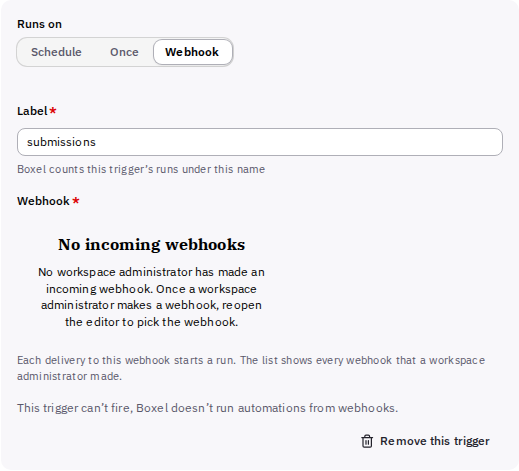 Runs on
Schedule Once Webhook
Label *
submissions
Boxel counts this trigger's runs under this name
Webhook *
No incoming webhooks
No workspace administrator has made an
incoming webhook. Once a workspace
administrator makes a webhook, reopen
the editor to pick the webhook.
Each delivery to this webhook starts a run. The list shows every webhook that a workspace
administrator made.
This trigger can't fire, Boxel doesn't run automations from webhooks.
Remove this trigger